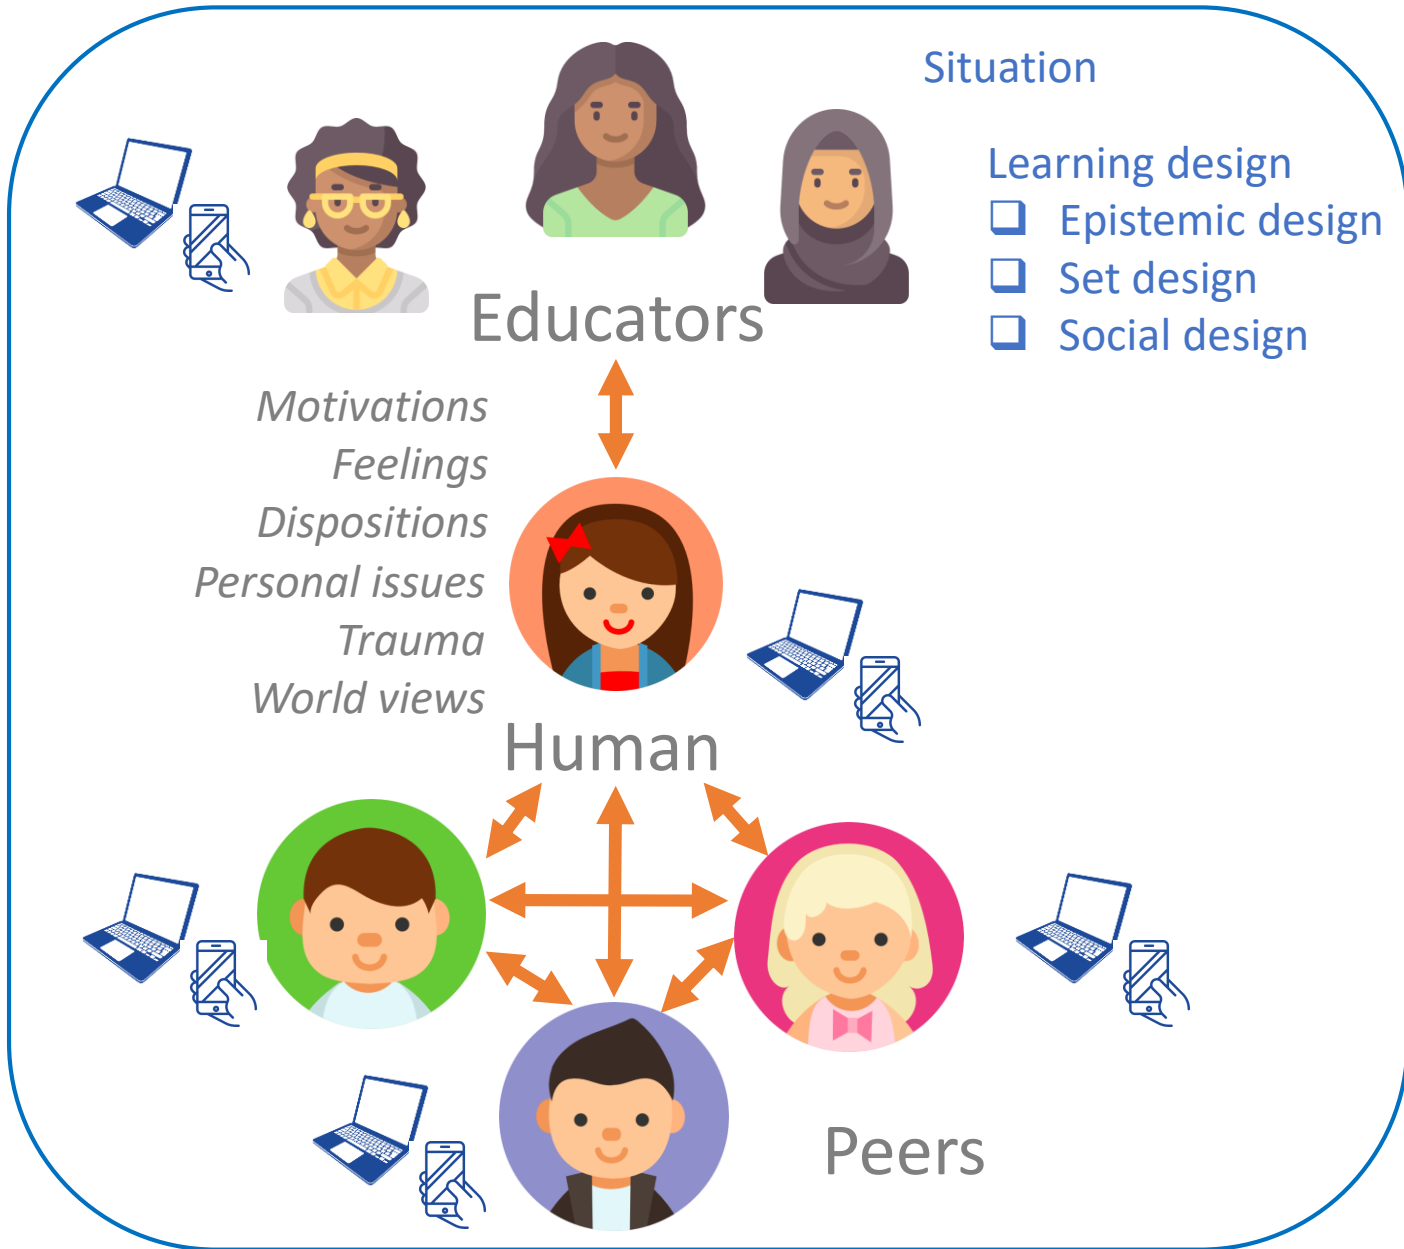 Situation
Learning design
❑ Epistemic design
❑ Set design
❑ Social design
Educators
Motivations
Feelings
Dispositions
Personal issues
Trauma
World views
Human
Peers